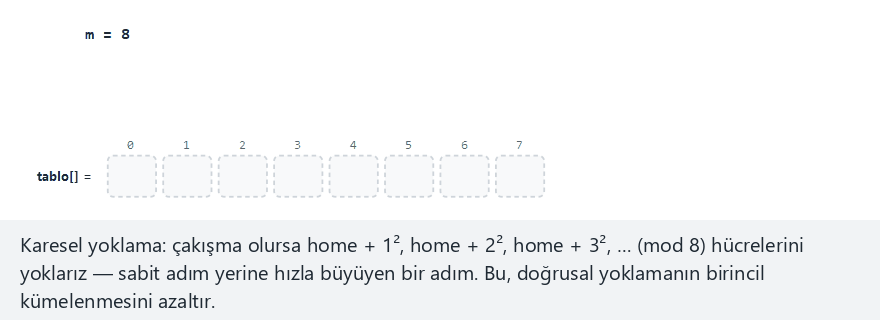 m = 8
0 1 2 3 4 5 6 7
tablo[] =
Karesel yoklama: çakışma olursa home + 1², home + 2², home + 3², ... (mod 8) hücrelerini
yoklarız — sabit adım yerine hızla büyüyen bir adım. Bu, doğrusal yoklamanın birincil
kümelenmesini azaltır.